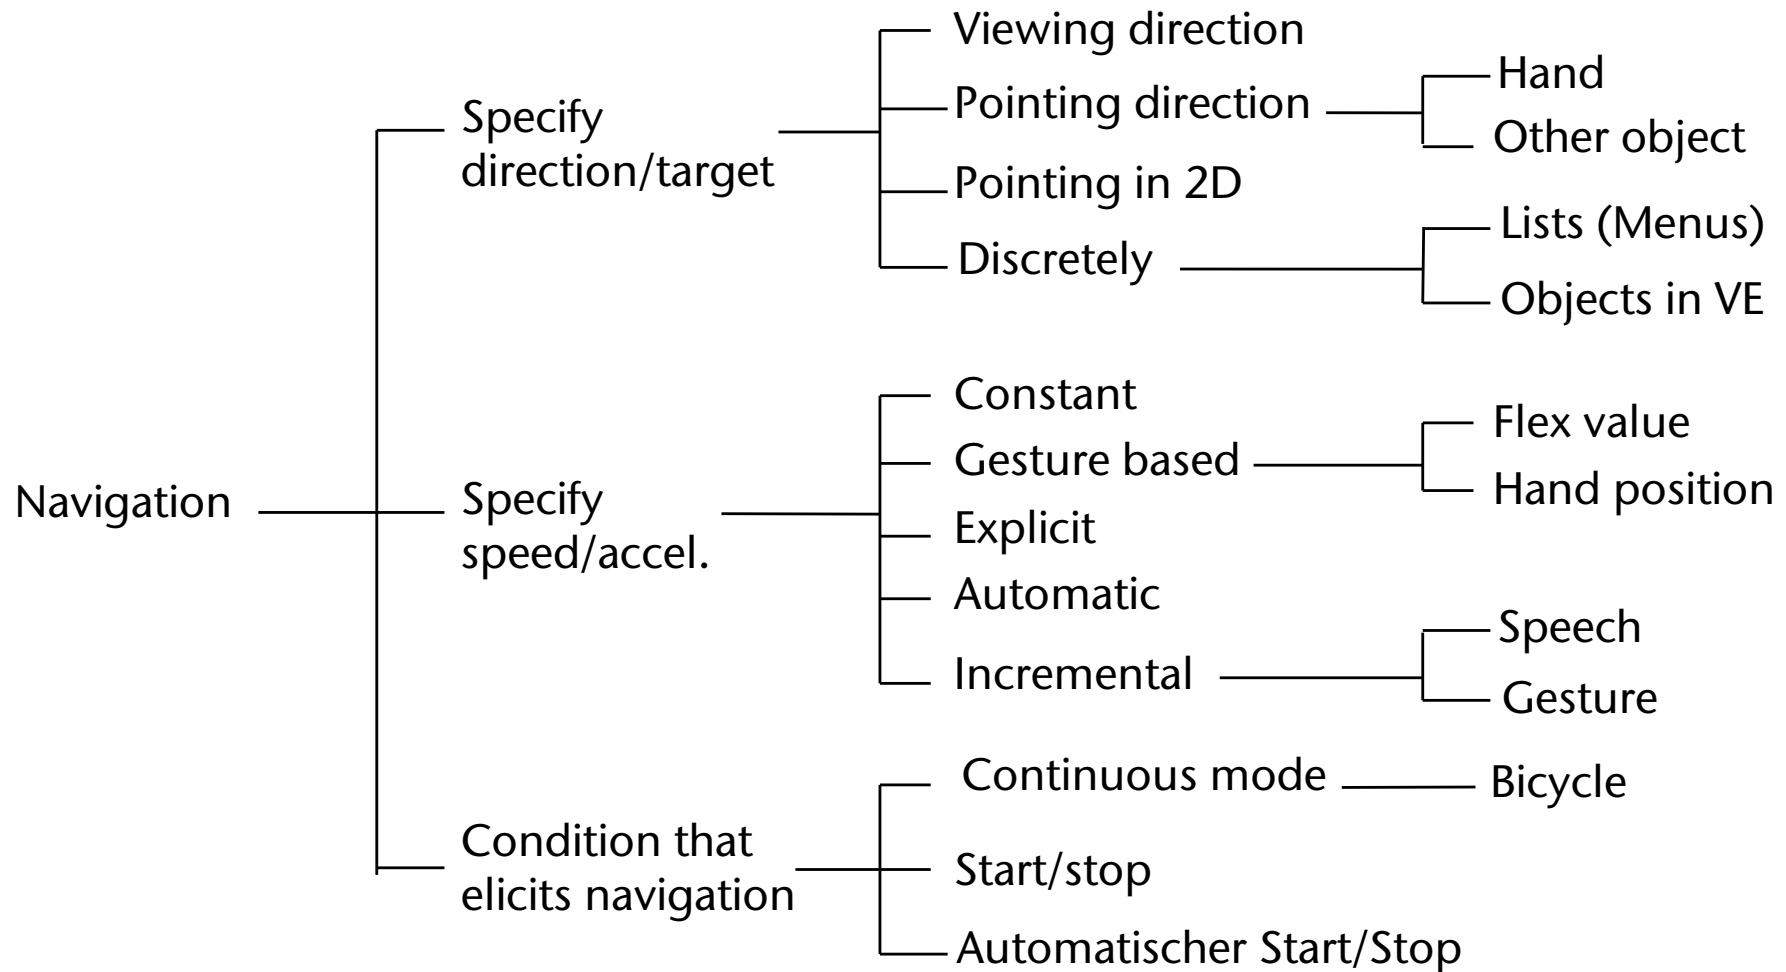 Viewing direction
Hand
Specify
Pointing direction
Other object
direction/target
Pointing in 2D
Lists (Menus)
Discretely
Objects in VE
Constant
Flex value
Gesture based
Hand position
Navigation
Specify
Explicit
speed/accel.
Automatic
Speech
Incremental
Gesture
Continuous mode
Bicycle
Condition that
Start/stop
elicits navigation
Automatischer Start/Stop